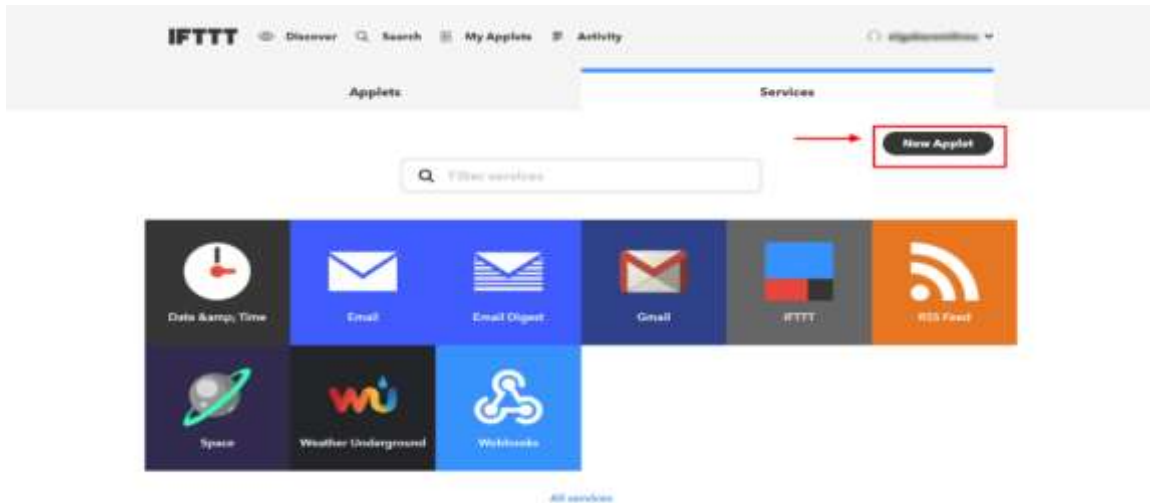 IFTTT Discover Search My Applets Activity
Applets Services
New Applet
Filter services
Date &amp; Time Email Email Digest Gmail IFTTT RSS Feed
Space Weather Underground Webhooks
All services